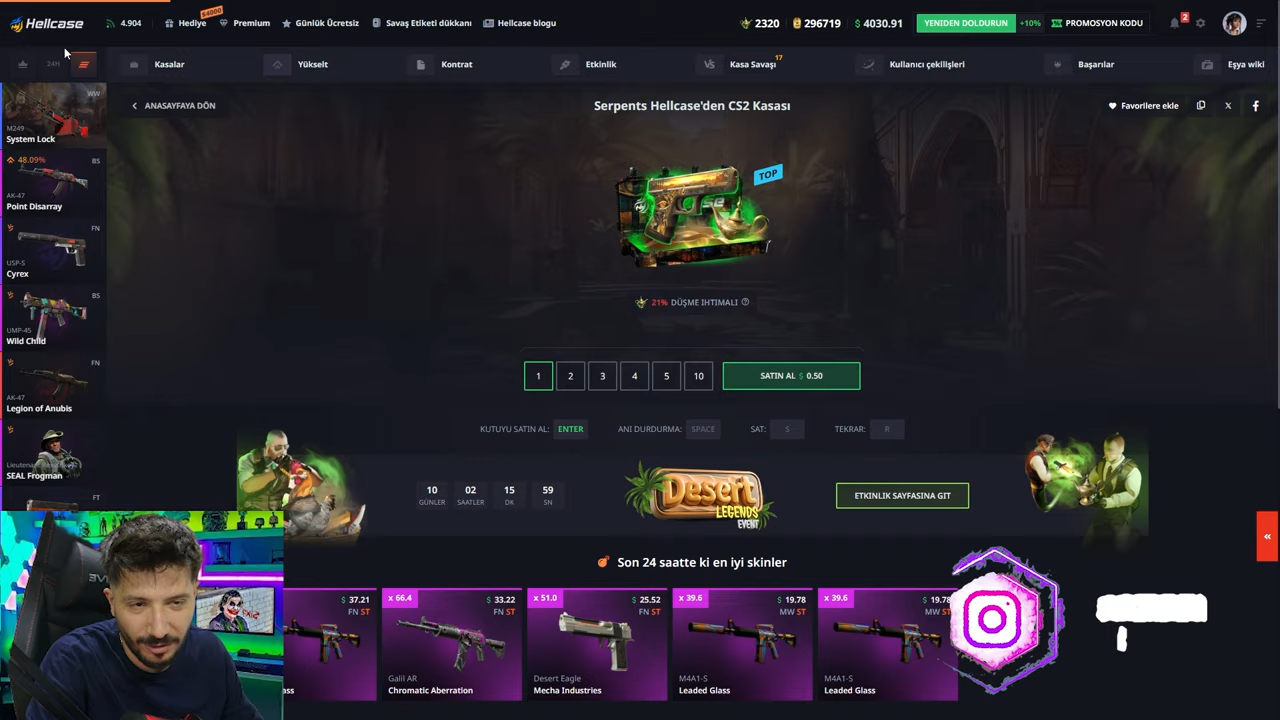 Hellcase
4.904
Hediye
$4000
Premium
Günlük Ücretsiz
Savaş Etiketi dükkanı
Hellcase blogu
2320
296719
$ 4030.91
YENİDEN DOLDURUN
+10%
PROMOSYON KODU
2
24H
Kasalar
Yükselt
Kontrat
Etkinlik
Kasa Savaşı
17
Kullanıcı çekilişleri
Başarılar
Eşya wiki
ANASAYFAYA DÖN
Serpents Hellcase'den CS2 Kasası
Favorilere ekle
WW
M249
System Lock
48.09%
BS
AK-47
Point Disarray
FN
USP-S
Cyrex
BS
UMP-45
Wild Child
FN
AK-47
Legion of Anubis
SEAL Frogman
FT
TOP
21% DÜŞME IHTIMALI
1
2
3
4
5
10
SATIN AL $ 0.50
KUTUYU SATIN AL: ENTER
ANI DURDURMA: SPACE
SAT: S
TEKRAR: R
10
GÜNLER
02
SAATLER
15
DK
59
SN
Desert
LEGENDS
EVENT
ETKINLIK SAYFASINA GIT
Son 24 saatte ki en iyi skinler
$ 37.21
FN ST
x 66.4
$ 33.22
FN ST
Galil AR
Chromatic Aberration
x 51.0
$ 25.52
FN ST
Desert Eagle
Mecha Industries
x 39.6
$ 19.78
MW ST
M4A1-S
Leaded Glass
x 39.6
$ 19.78
MW ST
M4A1-S
Leaded Glass